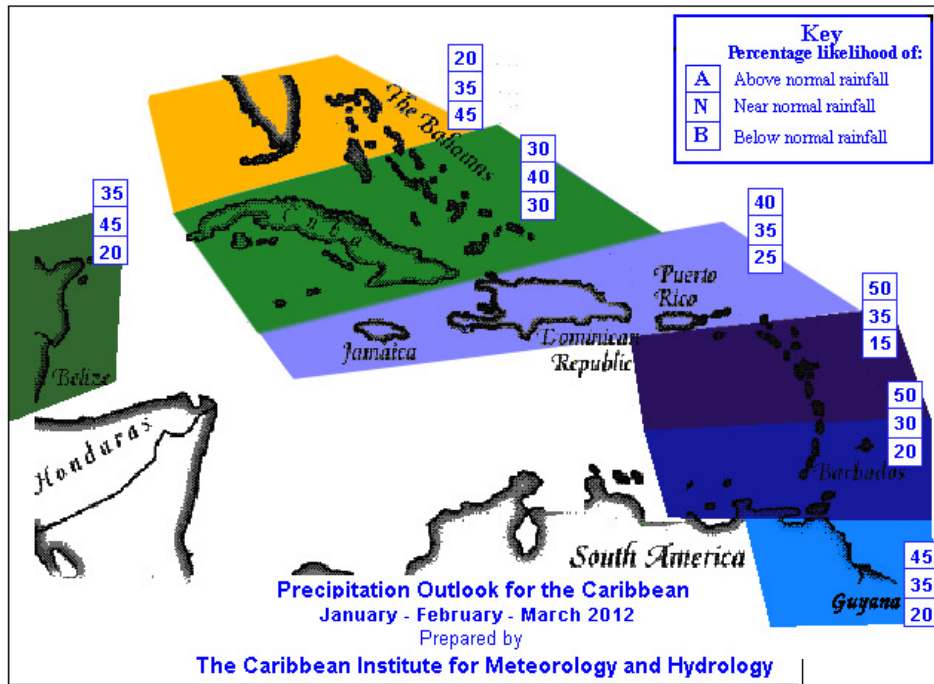 Key
Percentage likelihood of:
A Above normal rainfall
N Near normal rainfall
B Below normal rainfall
20
35
45
The Bahamas
30
40
30
35
45
20
40
35
25
Puerto
Rico
50
35
15
Jamaica
Dominican
Republic
Belize
50
30
20
Honduras
Barbados
South America
45
35
20
Guyana
Precipitation Outlook for the Caribbean
January - February - March 2012
Prepared by
The Caribbean Institute for Meteorology and Hydrology